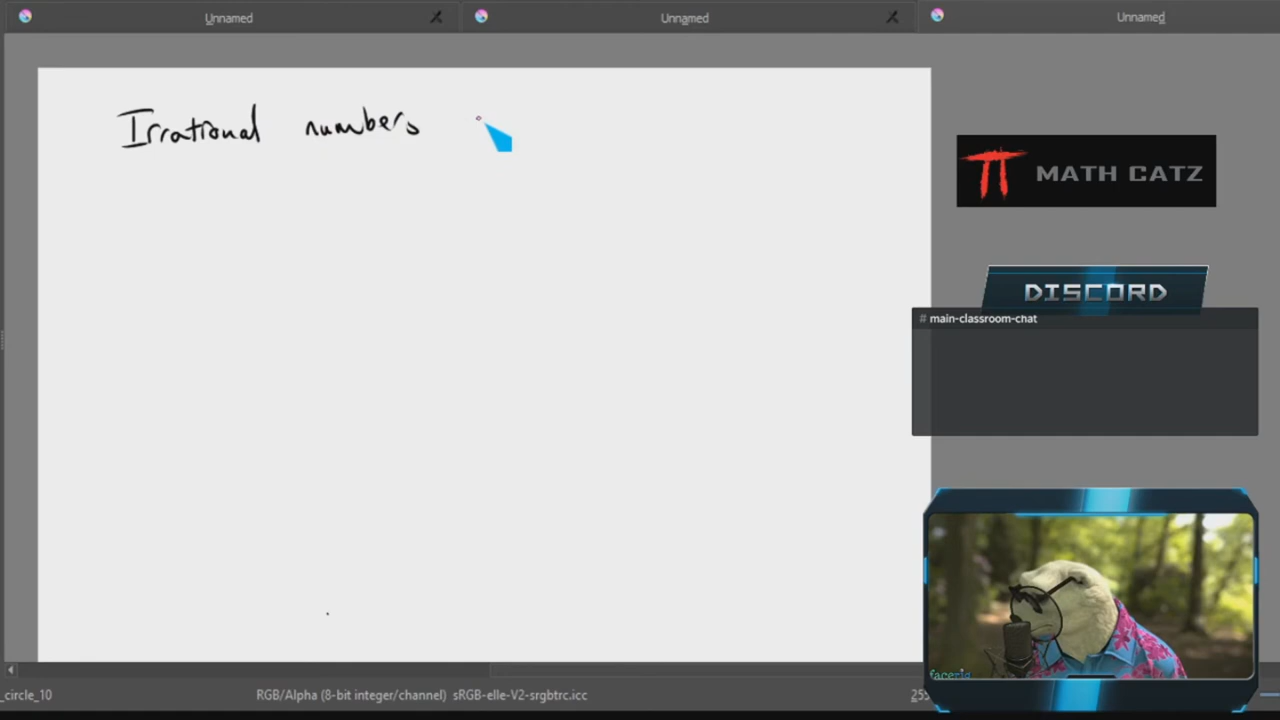 Unnamed
Unnamed
Unnamed
Irrational numbers
MATH CATZ
DISCORD
# main-classroom-chat
facerig
_circle_10
RGB/Alpha (8-bit integer/channel) sRGB-elle-V2-srgbtrc.icc